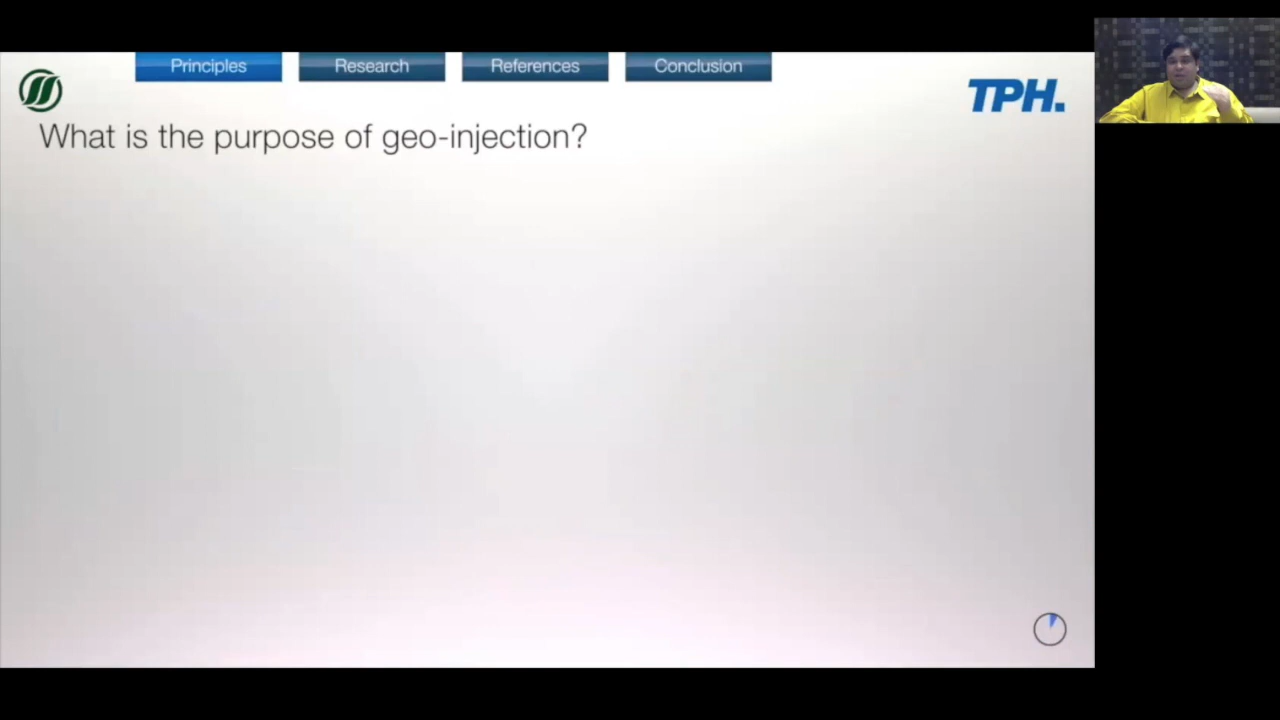 Principles
Research
References
Conclusion
TPH.
What is the purpose of geo-injection?